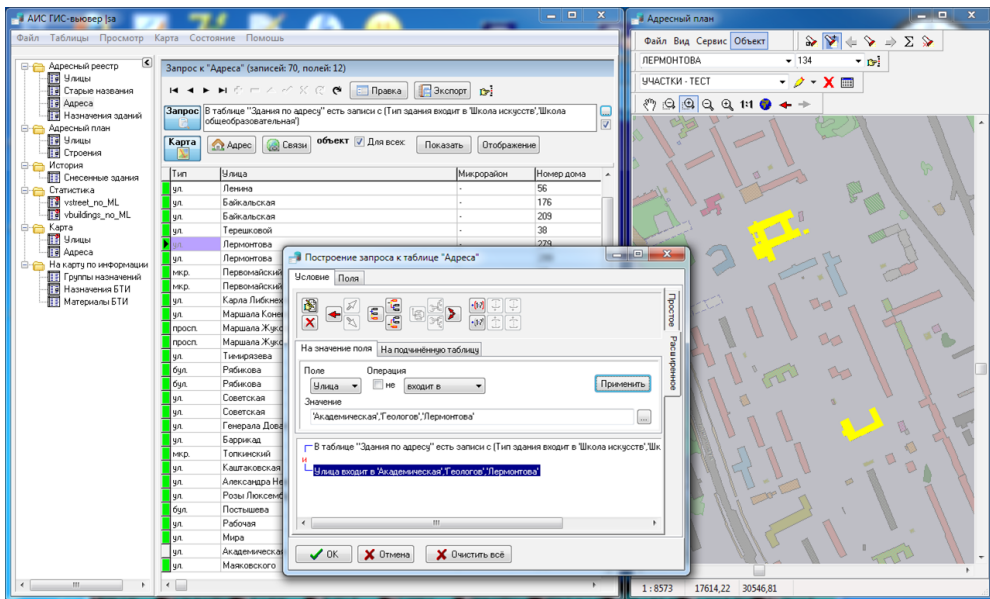 АИС ГИС-вьювер |sa
Файл Таблицы Просмотр Карта Состояние Помошь
Адресный реестр
Улицы
Старые названия
Адреса
Назначения зданий
Адресный план
Улицы
Строения
История
Снесенные здания
Статистика
vstreet_no_ML
vbuildings_no_ML
Карта
Улицы
Адреса
На карту по информации
Группы назначений
Назначения БТИ
Материалы БТИ
Запрос к "Адреса" (записей: 70, полей: 12)
Правка Экспорт
Запрос В таблице "Здания по адресу" есть записи с (Тип здания входит в 'Школа искусств','Школа
общеобразовательная')
Карта Адрес Связи объект Для всех Показать Отображение
Тип Улица Микрорайон Номер дома
ул. Ленина - 56
ул. Байкальская - 176
ул. Байкальская - 209
ул. Терешковой - 38
ул. Лермонтова - 279
ул. Лермонтова
мкр. Первомайский
мкр. Первомайский
ул. Карла Либкнех
ул. Маршала Коне
просп. Маршала Жуко
просп. Маршала Жуко
ул. Тимирязева
бул. Рябикова
бул. Рябикова
ул. Советская
ул. Советская
ул. Генерала Дова
ул. Баррикад
мкр. Топкинский
ул. Каштаковская
ул. Александра Не
ул. Розы Люксемб
бул. Постышева
ул. Рабочая
ул. Мира
ул. Академическая
ул. Маяковского
Построение запроса к таблице "Адреса"
Условие Поля
Простое Расширенное
На значение поля На подчинённую таблицу
Поле Операция
Улица не входит в Применить
Значение
'Академическая','Геологов','Лермонтова' ...
В таблице "Здания по адресу" есть записи с (Тип здания входит в 'Школа искусств','Шк
и
Улица входит в 'Академическая','Геологов','Лермонтова'
OK Отмена Очистить всё
Адресный план
Файл Вид Сервис Объект
ЛЕРМОНТОВА 134
УЧАСТКИ - ТЕСТ
1:1
1 : 8573 17614,22 30546,81